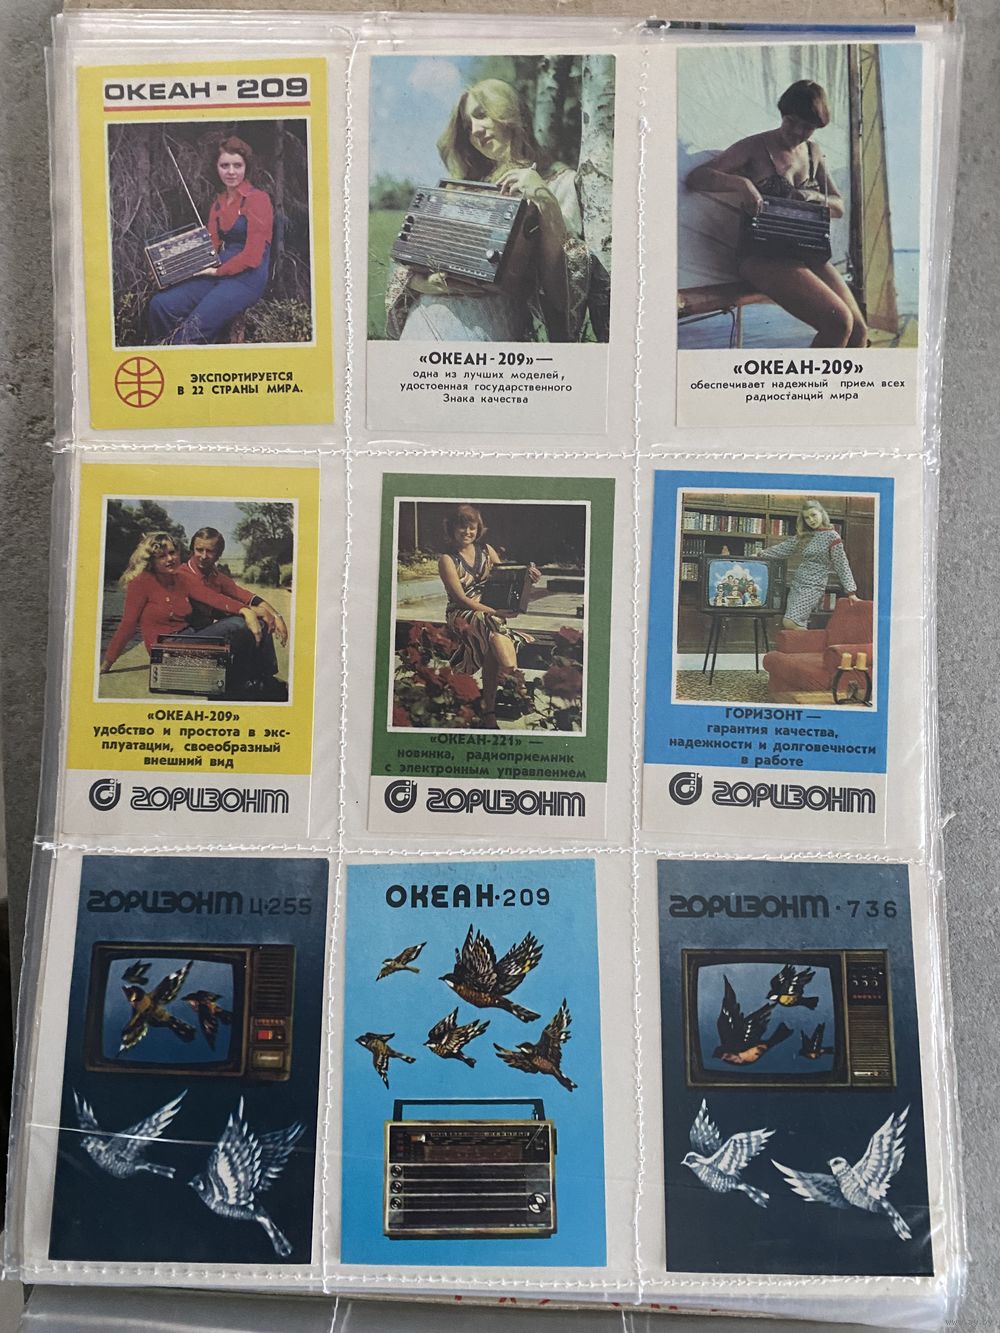 ОКЕАН - 209
ЭКСПОРТИРУЕТСЯ
В 22 СТРАНЫ МИРА.
«ОКЕАН - 209» —
одна из лучших моделей,
удостоенная государственного
Знака качества
«ОКЕАН-209»
обеспечивает надежный прием всех
радиостанций мира
«ОКЕАН-209»
удобство и простота в экс-
плуатации, своеобразный
внешний вид
ГОРИЗОНТ
«ОКЕАН-221» —
новинка, радиоприемник
с электронным управлением
ГОРИЗОНТ
ГОРИЗОНТ —
гарантия качества,
надежности и долговечности
в работе
ГОРИЗОНТ
ГОРИЗОНТ Ц-255
ОКЕАН·209
ГОРИЗОНТ·736